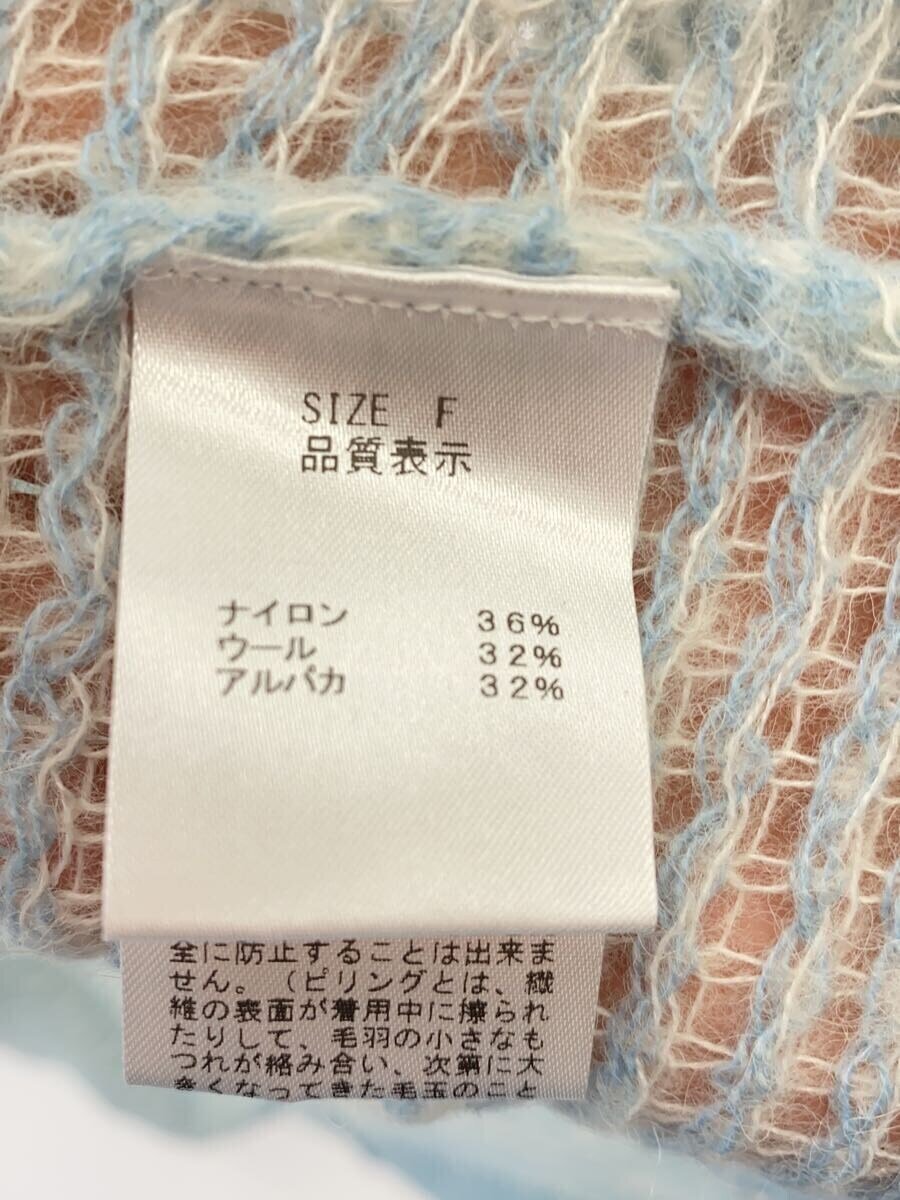 SIZE F
品質表示
ナイロン 36%
ウール 32%
アルパカ 32%
全に防止することは出来ま
せん。（ピリングとは、繊
維の表面が着用中に擦られ
たりして、毛羽の小さなも
つれが絡み合い、次第に大
きくなってきた毛玉のこと